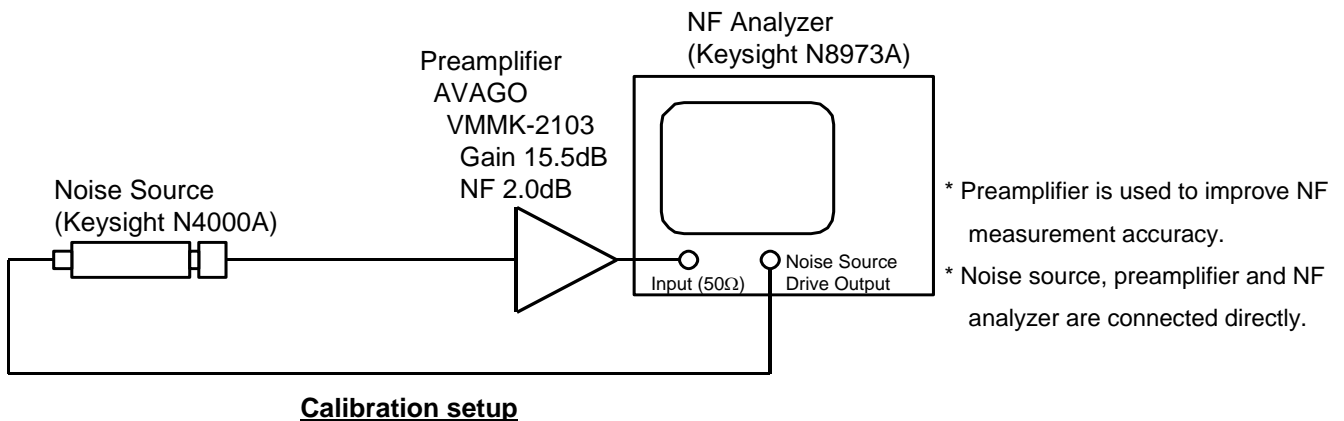 NF Analyzer
(Keysight N8973A)
Preamplifier
AVAGO
VMMK-2103
Gain 15.5dB
NF 2.0dB
Noise Source
(Keysight N4000A)
Input (50Ω)
Noise Source
Drive Output
* Preamplifier is used to improve NF
measurement accuracy.
* Noise source, preamplifier and NF
analyzer are connected directly.
Calibration setup